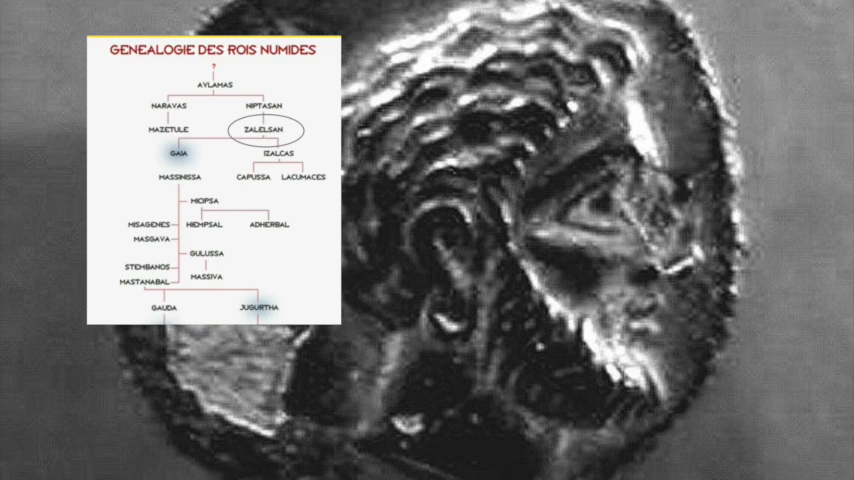 GENEALOGIE DES ROIS NUMIDES
?
AYLAMAS
NARAVAS NIPTASAN
MAZETULE ZALELSAN
GAIA IZALCAS
MASSINISSA CAPUSSA LACUMACES
MICIPSA
MISAGENES HIEMPSAL ADHERBAL
MASGAVA
GULUSSA
STEMBANOS
MASSIVA
MASTANABAL
GAUDA JUGURTHA